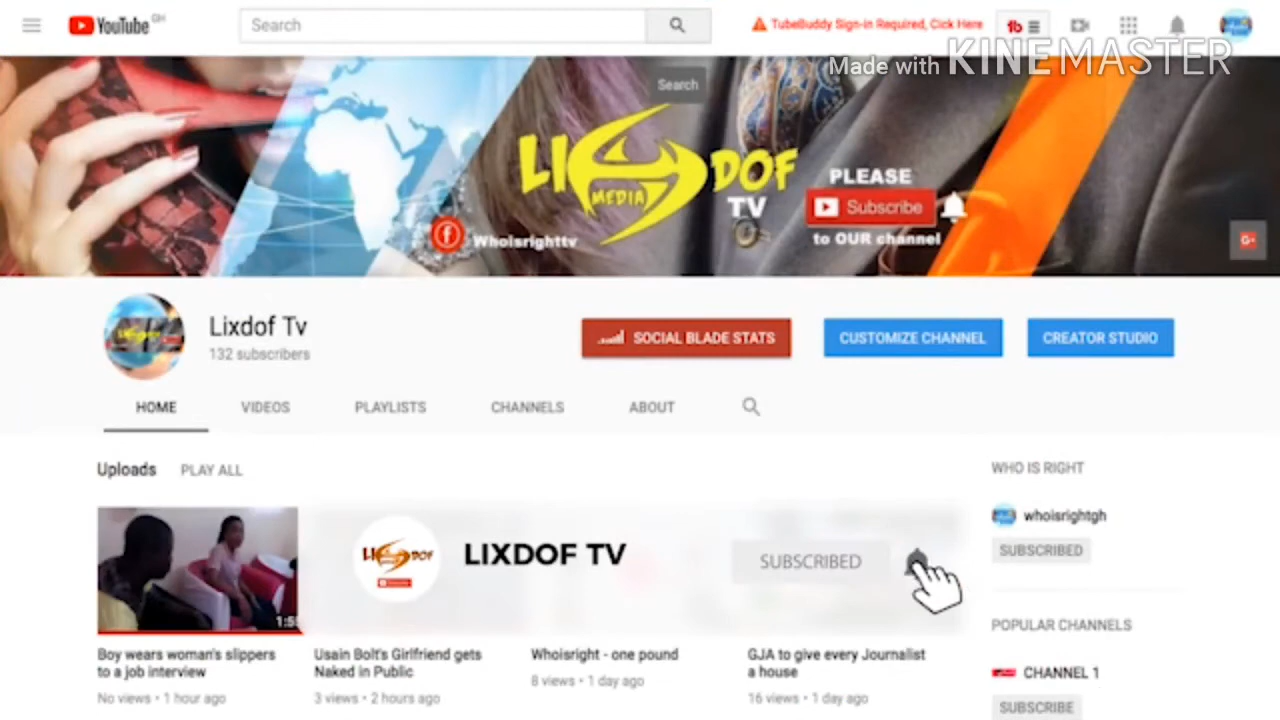 YouTube GH
Search
TubeBuddy Sign-in Required, Cick Here
tb
Made with KINEMASTER
Search
LIXDOF
MEDIA
TV
PLEASE
Subscribe
to OUR channel
Whoisrighttv
G+
Lixdof Tv
132 subscribers
SOCIAL BLADE STATS
CUSTOMIZE CHANNEL
CREATOR STUDIO
HOME
VIDEOS
PLAYLISTS
CHANNELS
ABOUT
Uploads
PLAY ALL
WHO IS RIGHT
whoisrightgh
SUBSCRIBED
LIXDOF
LIXDOF TV
SUBSCRIBED
Boy wears woman's slippers
to a job interview
No views • 1 hour ago
Usain Bolt's Girlfriend gets
Naked in Public
3 views • 2 hours ago
Whoisright - one pound
8 views • 1 day ago
GJA to give every Journalist
a house
16 views • 1 day ago
POPULAR CHANNELS
CHANNEL 1
SUBSCRIBE